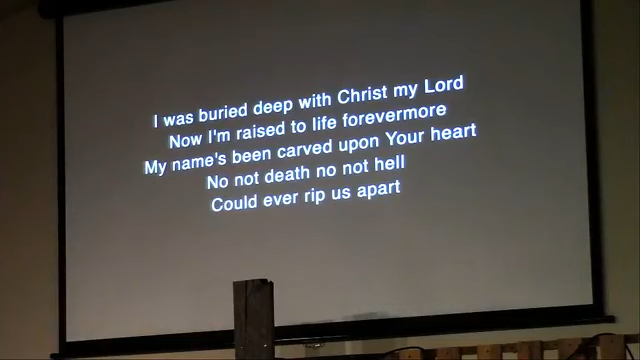 I was buried deep with Christ my Lord
Now I'm raised to life forevermore
My name's been carved upon Your heart
No not death no not hell
Could ever rip us apart